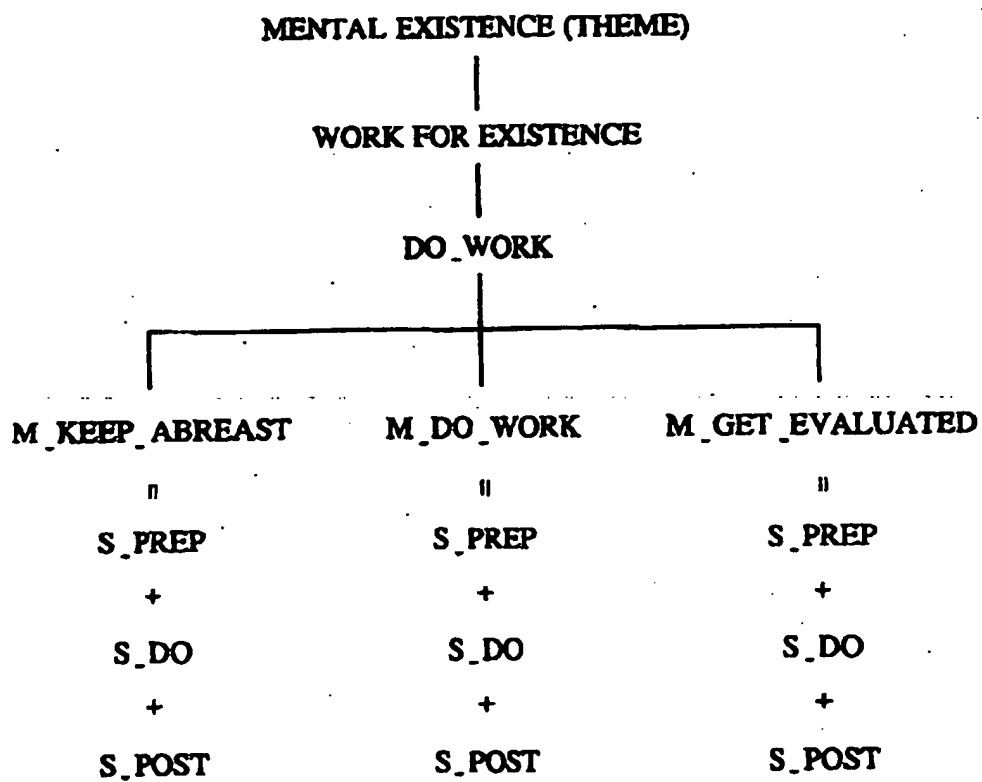 MENTAL EXISTENCE (THEME)
WORK FOR EXISTENCE
DO_WORK
M_KEEP_ABREAST M_DO_WORK M_GET_EVALUATED
= = =
S_PREP S_PREP S_PREP
+ + +
S_DO S_DO S_DO
+ + +
S_POST S_POST S_POST